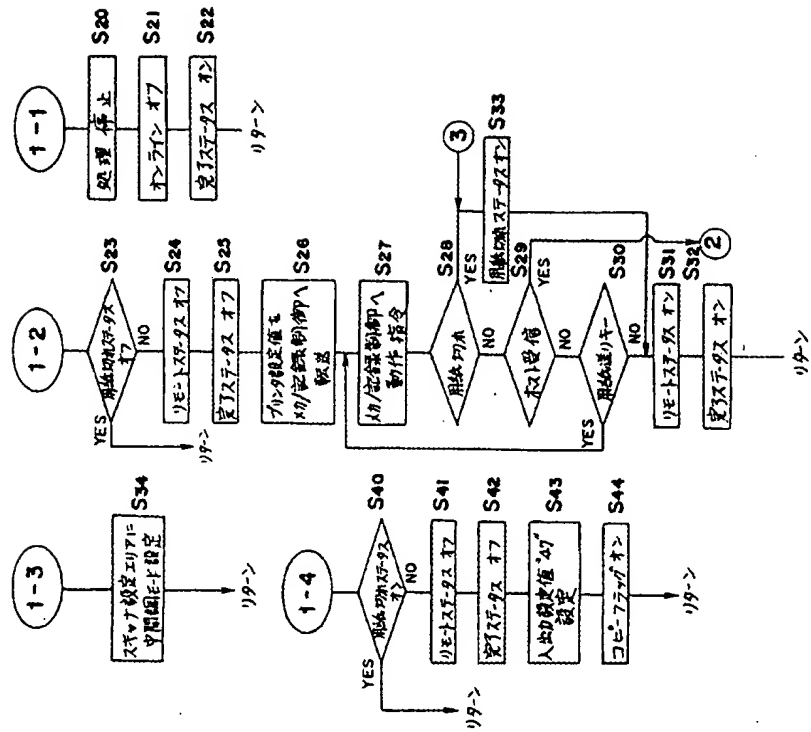 1-1
処理 停止
S20
オンライン オフ
S21
完了ステータス オン
S22
リターン
1-2
用紙切れステータス
オフ
S23
YES
リターン
NO
リモートステータス オフ
S24
完了ステータス オフ
S25
プリンタ設定値を
メカ/記録制御へ
転送
S26
メカ/記録制御へ
動作指令
S27
用紙切れ
S28
YES
3
用紙切れステータスオン
S33
NO
ホスト受信
S29
YES
2
NO
用紙送りキー
S30
YES
NO
リモートステータス オン
S31
完了ステータス オン
S32
リターン
1-3
スキャナ設定エリアに
中間調モード設定
S34
リターン
1-4
用紙切れステータス
オン
S40
YES
リターン
NO
リモートステータス オフ
S41
完了ステータス オフ
S42
入出力設定値"47"
設定
S43
コピーフラグ オン
S44
リターン